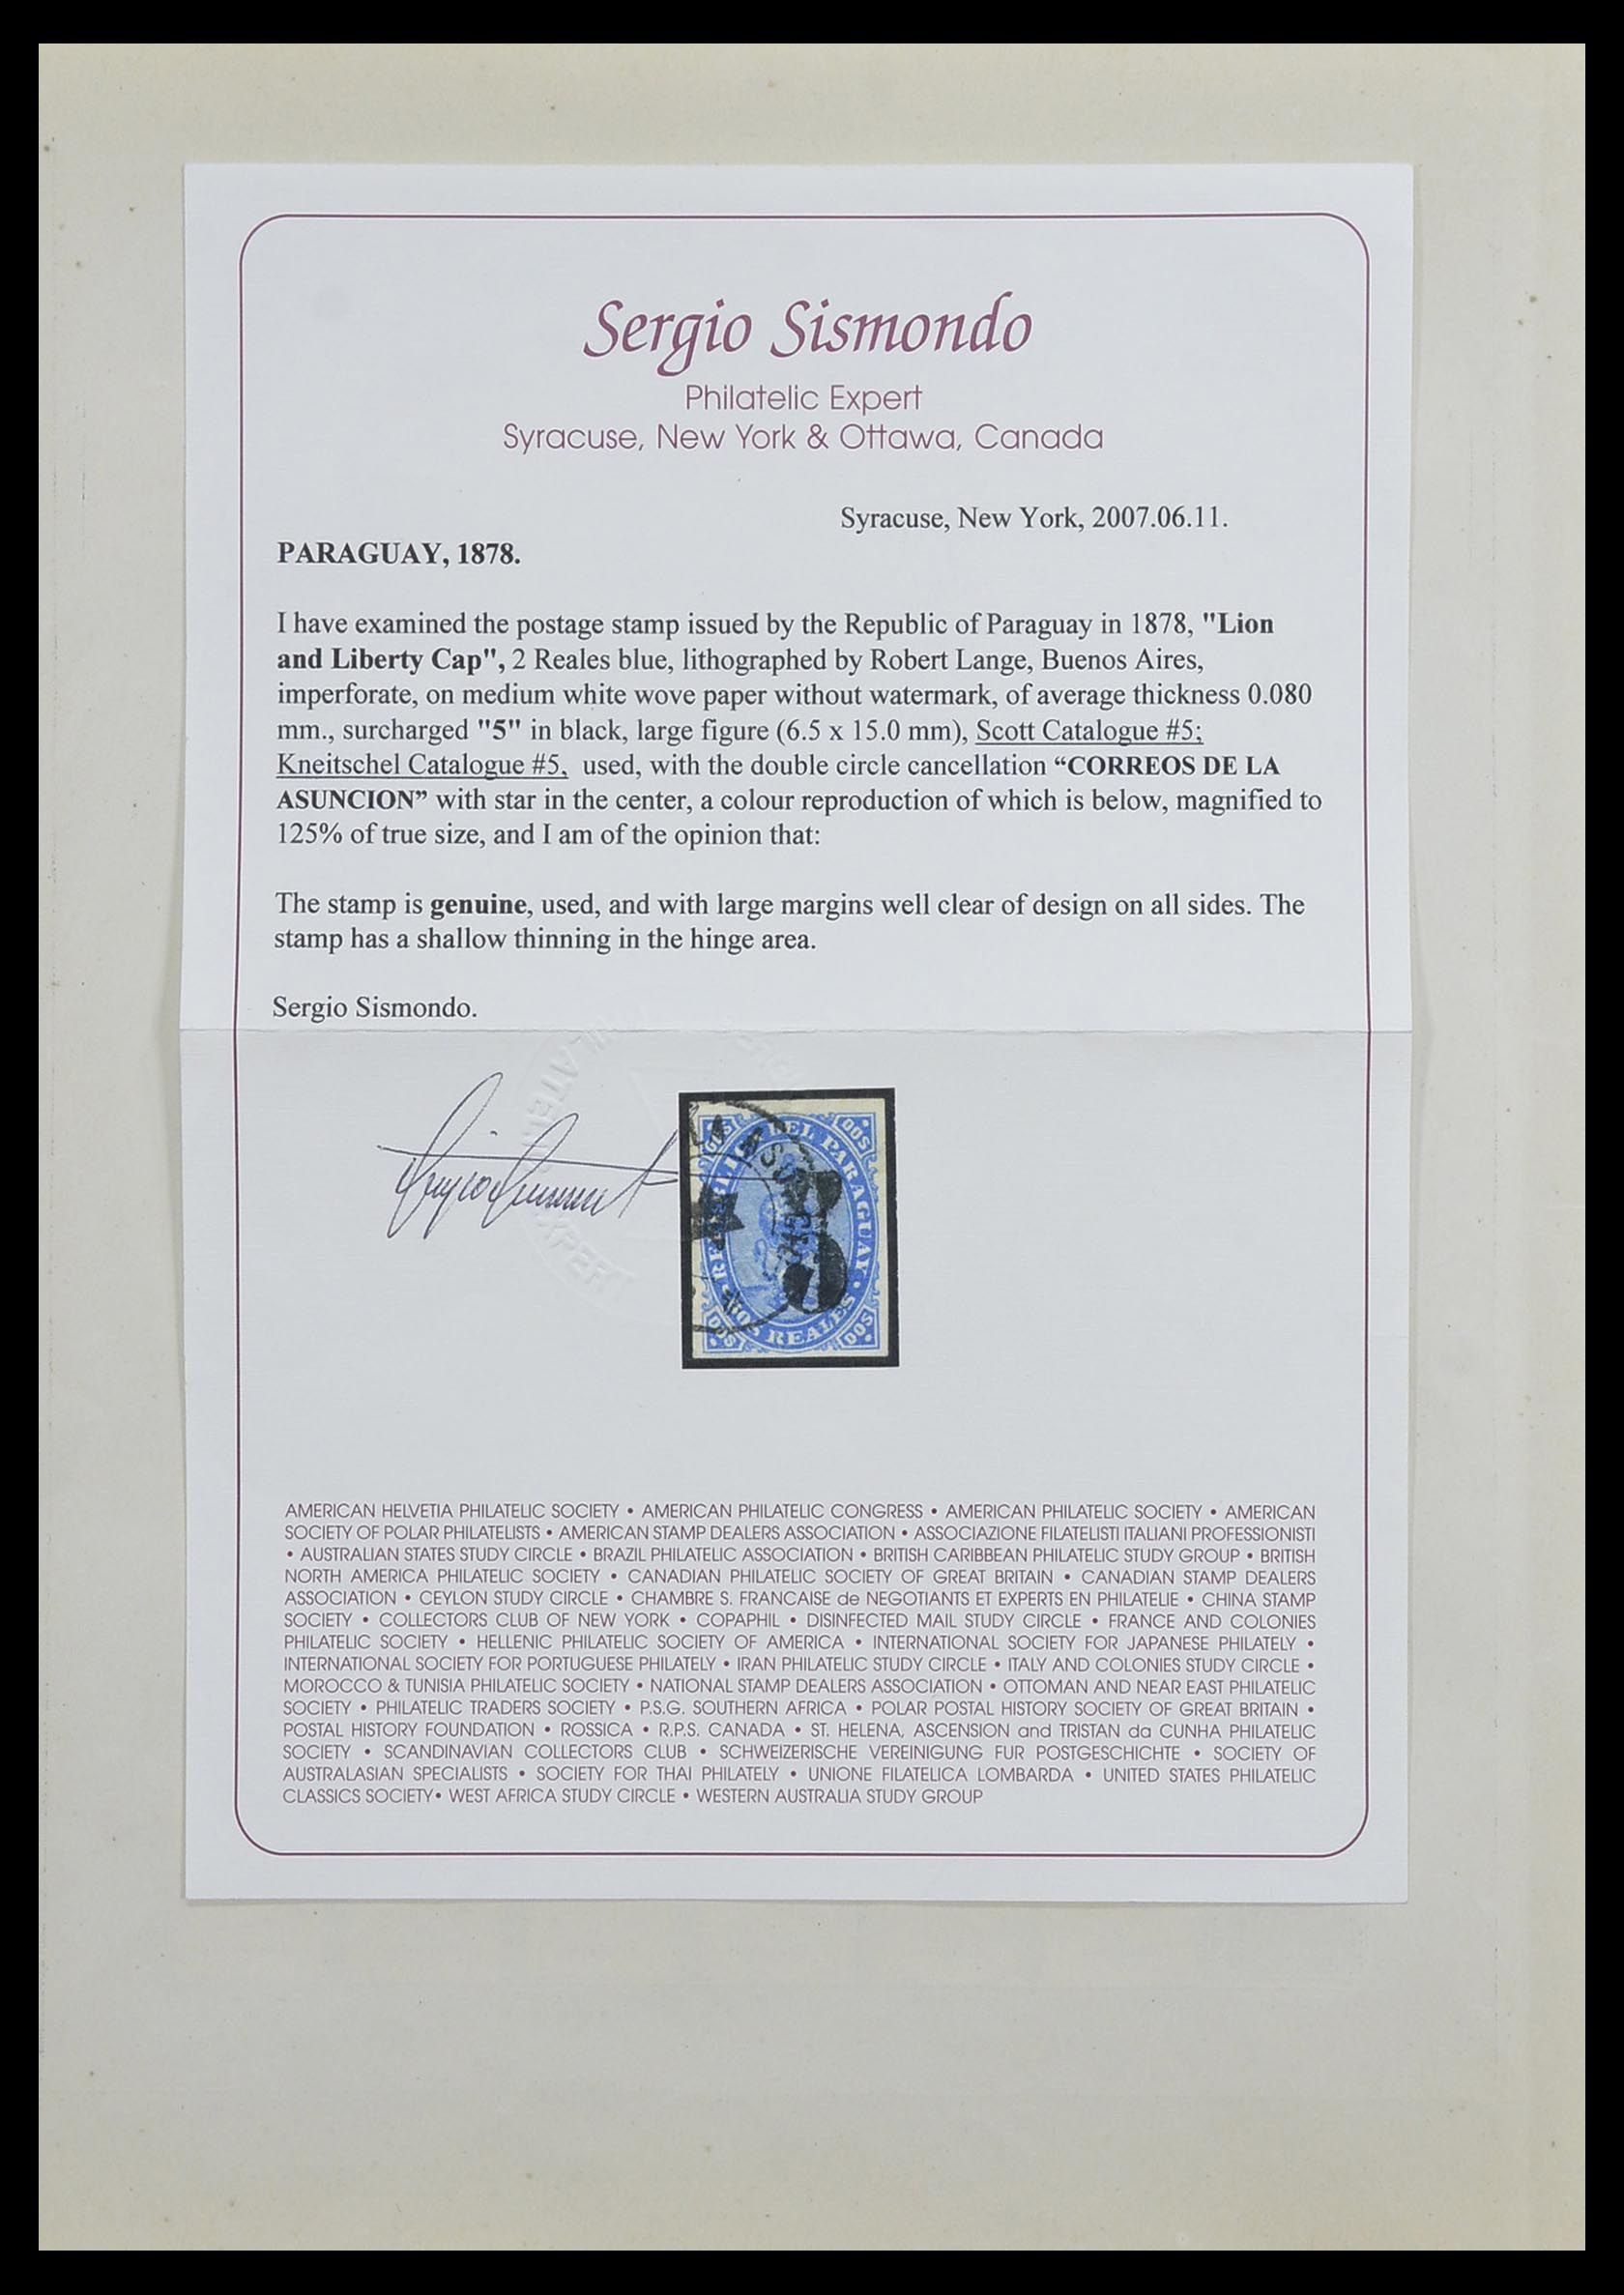 Sergio Sismondo
Philatelic Expert
Syracuse, New York & Ottawa, Canada
Syracuse, New York, 2007.06.11.
PARAGUAY, 1878.
I have examined the postage stamp issued by the Republic of Paraguay in 1878, "Lion
and Liberty Cap", 2 Reales blue, lithographed by Robert Lange, Buenos Aires,
imperforate, on medium white wove paper without watermark, of average thickness 0.080
mm., surcharged "5" in black, large figure (6.5 x 15.0 mm), Scott Catalogue #5;
Kneitschel Catalogue #5, used, with the double circle cancellation “CORREOS DE LA
ASUNCION” with star in the center, a colour reproduction of which is below, magnified to
125% of true size, and I am of the opinion that:
The stamp is genuine, used, and with large margins well clear of design on all sides. The
stamp has a shallow thinning in the hinge area.
Sergio Sismondo.
DEL PARAGUAY
DOS REALES
DOS
DOS
DOS
DOS
5
LA ASUNCION
AMERICAN HELVETIA PHILATELIC SOCIETY • AMERICAN PHILATELIC CONGRESS • AMERICAN PHILATELIC SOCIETY • AMERICAN
SOCIETY OF POLAR PHILATELISTS • AMERICAN STAMP DEALERS ASSOCIATION • ASSOCIAZIONE FILATELISTI ITALIANI PROFESSIONISTI
• AUSTRALIAN STATES STUDY CIRCLE • BRAZIL PHILATELIC ASSOCIATION • BRITISH CARIBBEAN PHILATELIC STUDY GROUP • BRITISH
NORTH AMERICA PHILATELIC SOCIETY • CANADIAN PHILATELIC SOCIETY OF GREAT BRITAIN • CANADIAN STAMP DEALERS
ASSOCIATION • CEYLON STUDY CIRCLE • CHAMBRE S. FRANCAISE de NEGOTIANTS ET EXPERTS EN PHILATELIE • CHINA STAMP
SOCIETY • COLLECTORS CLUB OF NEW YORK • COPAPHIL • DISINFECTED MAIL STUDY CIRCLE • FRANCE AND COLONIES
PHILATELIC SOCIETY • HELLENIC PHILATELIC SOCIETY OF AMERICA • INTERNATIONAL SOCIETY FOR JAPANESE PHILATELY •
INTERNATIONAL SOCIETY FOR PORTUGUESE PHILATELY • IRAN PHILATELIC STUDY CIRCLE • ITALY AND COLONIES STUDY CIRCLE •
MOROCCO & TUNISIA PHILATELIC SOCIETY • NATIONAL STAMP DEALERS ASSOCIATION • OTTOMAN AND NEAR EAST PHILATELIC
SOCIETY • PHILATELIC TRADERS SOCIETY • P.S.G. SOUTHERN AFRICA • POLAR POSTAL HISTORY SOCIETY OF GREAT BRITAIN •
POSTAL HISTORY FOUNDATION • ROSSICA • R.P.S. CANADA • ST. HELENA, ASCENSION and TRISTAN da CUNHA PHILATELIC
SOCIETY • SCANDINAVIAN COLLECTORS CLUB • SCHWEIZERISCHE VEREINIGUNG FUR POSTGESCHICHTE • SOCIETY OF
AUSTRALASIAN SPECIALISTS • SOCIETY FOR THAI PHILATELY • UNIONE FILATELICA LOMBARDA • UNITED STATES PHILATELIC
CLASSICS SOCIETY• WEST AFRICA STUDY CIRCLE • WESTERN AUSTRALIA STUDY GROUP